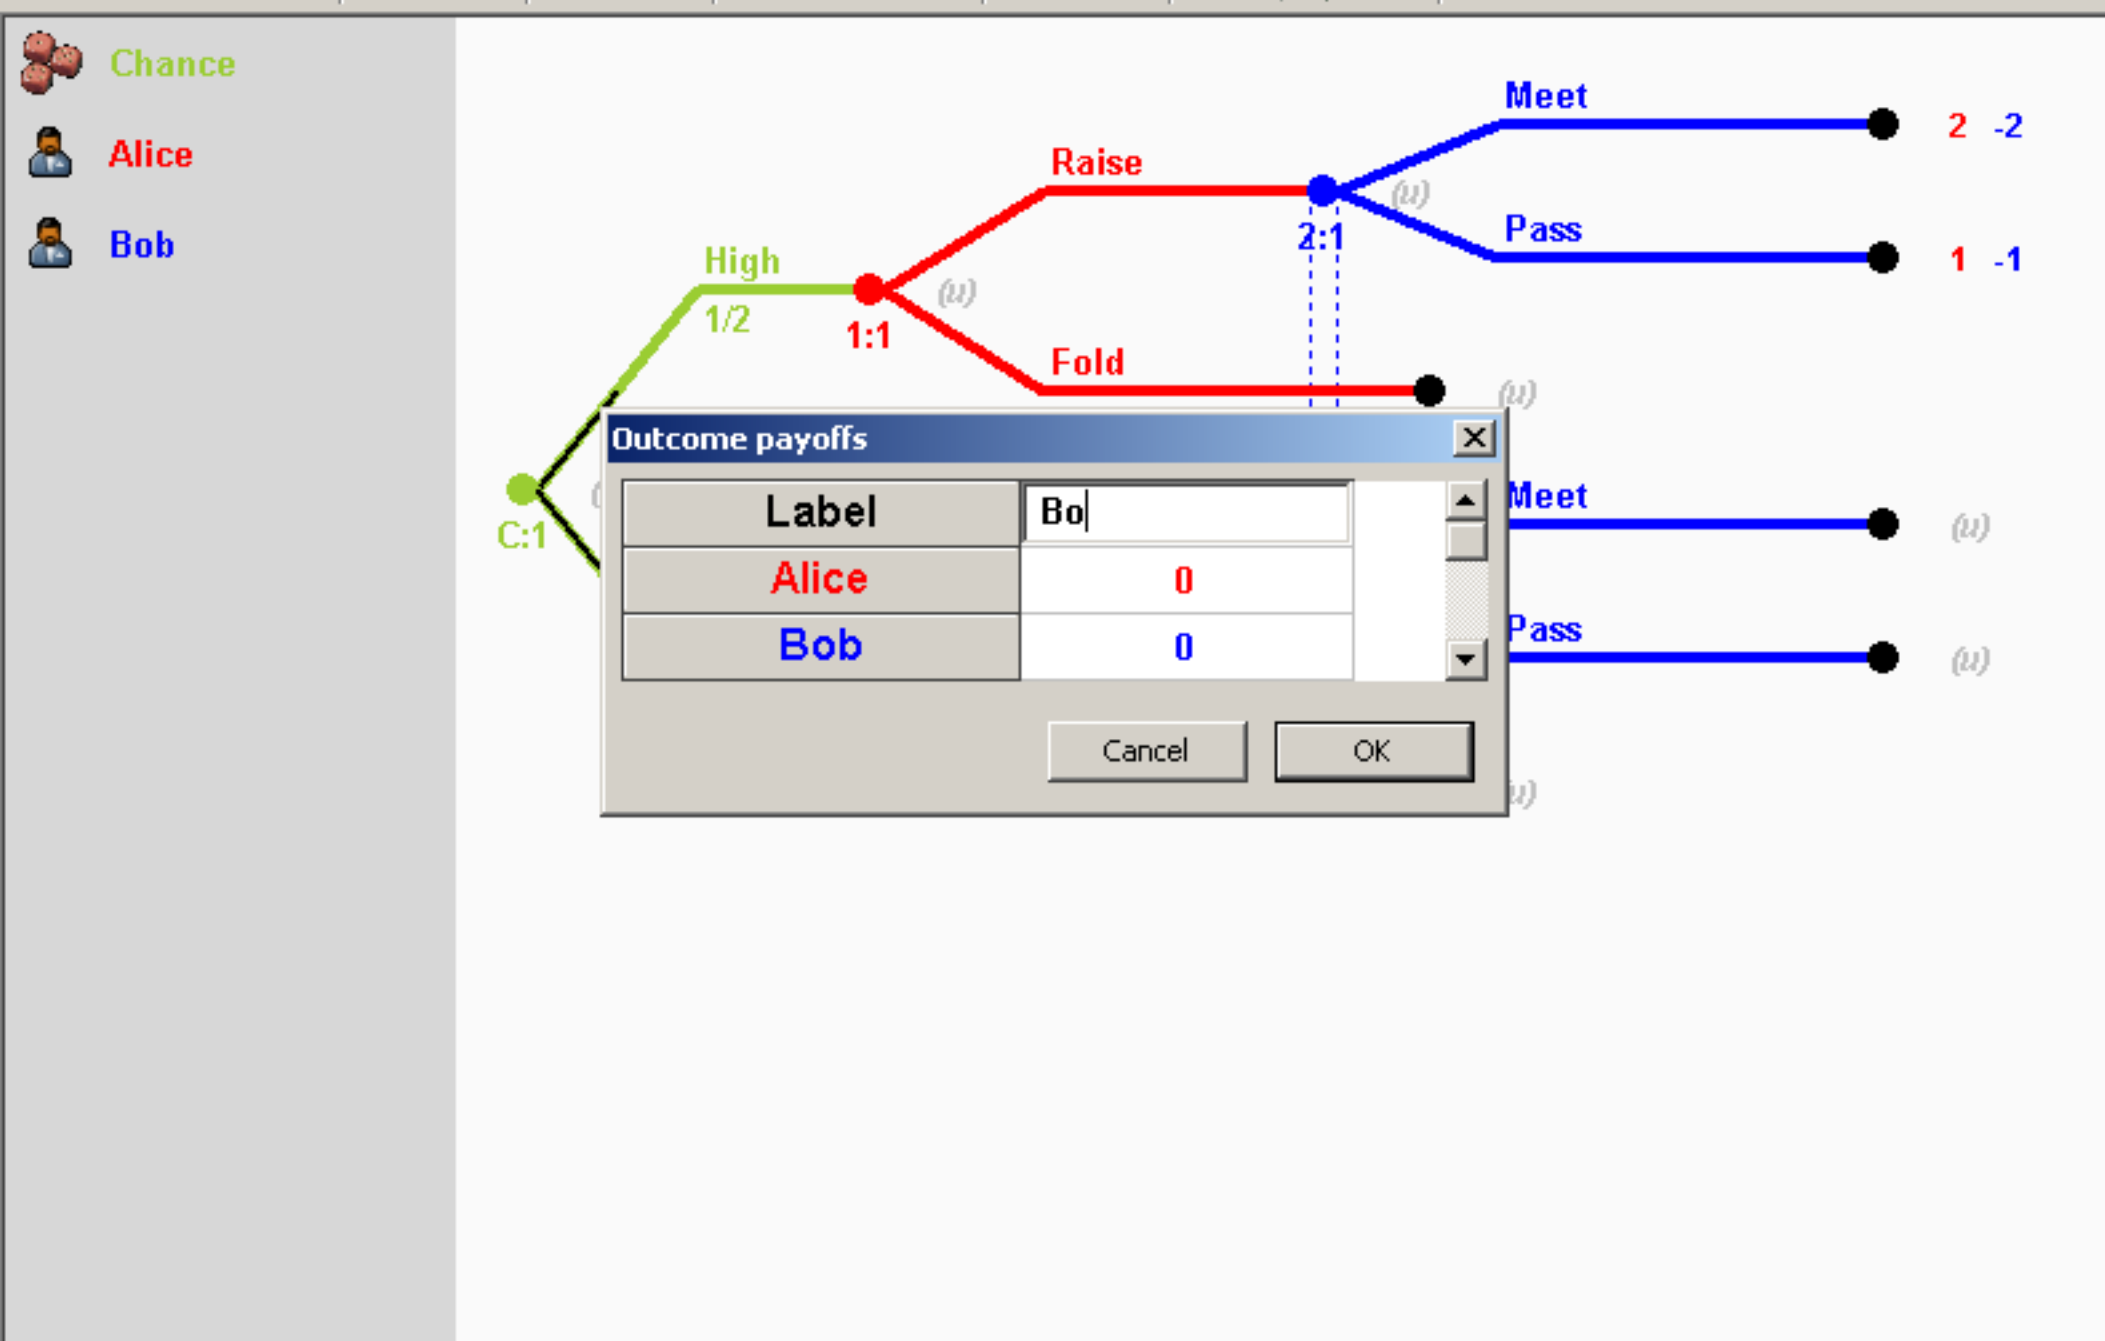 Chance
Alice
Bob
Meet
2 -2
Raise
(u)
Pass
2:1
1 -1
High
1/2
(u)
1:1
Fold
(u)
Outcome payoffs
Label Bo
Meet
(u)
C:1
Alice 0
Bob 0
Pass
(u)
Cancel OK
u)